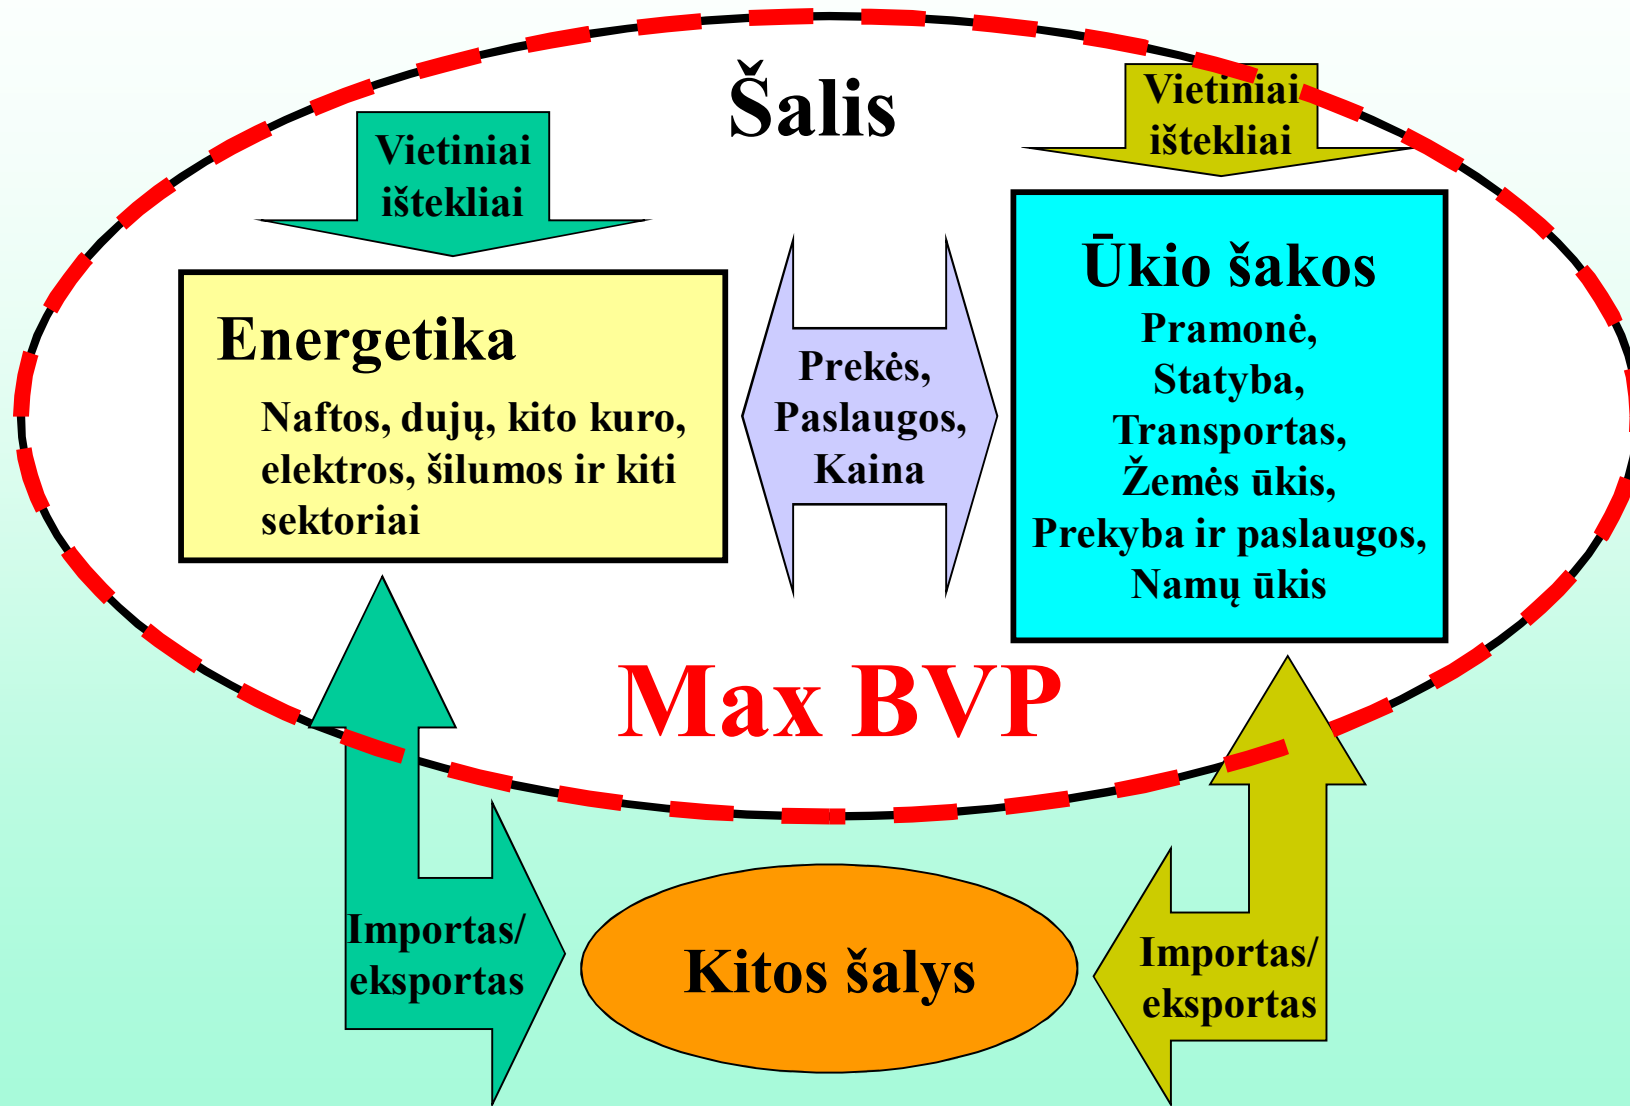 Šalis
Vietiniai
ištekliai
Vietiniai
ištekliai
Energetika
Naftos, dujų, kito kuro,
elektros, šilumos ir kiti
sektoriai
Prekės,
Paslaugos,
Kaina
Ūkio šakos
Pramonė,
Statyba,
Transportas,
Žemės ūkis,
Prekyba ir paslaugos,
Namų ūkis
Max BVP
Importas/
eksportas
Kitos šalys
Importas/
eksportas